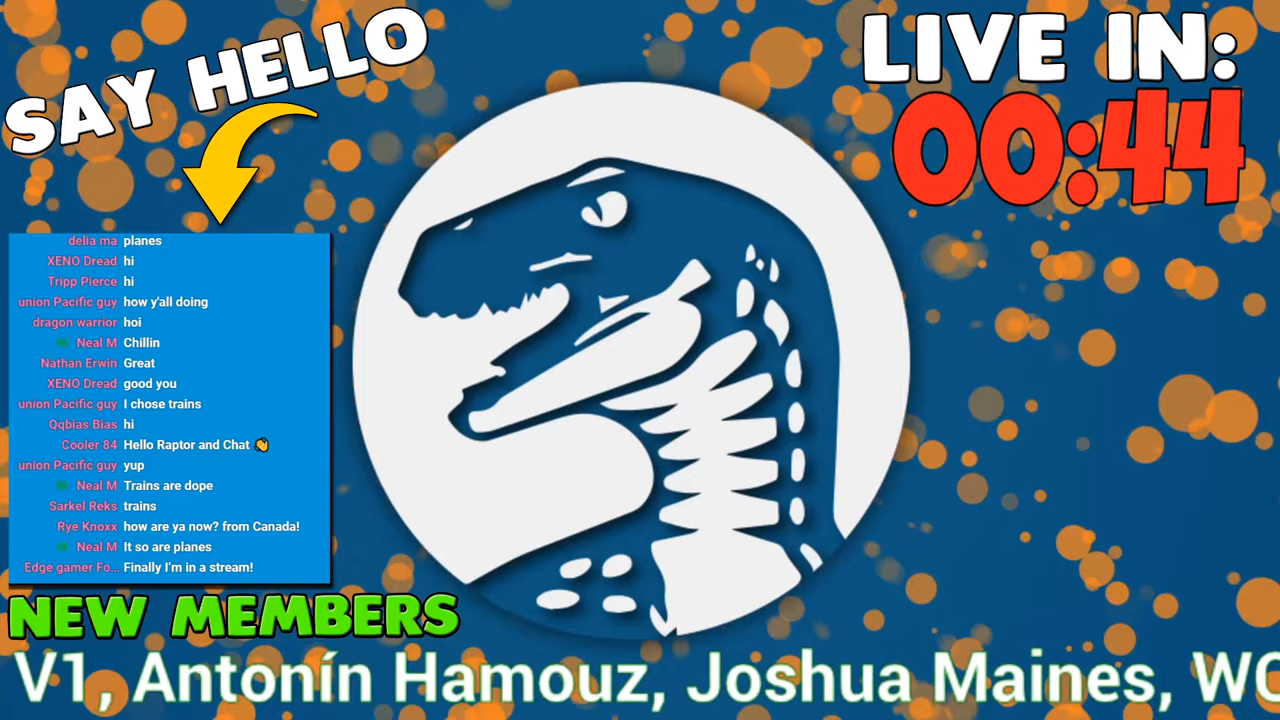 SAY HELLO
LIVE IN:
00:44
delia ma planes
XENO Dread hi
Tripp Pierce hi
union Pacific guy how y'all doing
dragon warrior hoi
Neal M Chillin
Nathan Erwin Great
XENO Dread good you
union Pacific guy I chose trains
Qqbias Bias hi
Cooler 84 Hello Raptor and Chat 👏
union Pacific guy yup
Neal M Trains are dope
Sarkel Reks trains
Rye Knoxx how are ya now? from Canada!
Neal M It so are planes
Edge gamer Fo... Finally I'm in a stream!
NEW MEMBERS
V1, Antonín Hamouz, Joshua Maines,